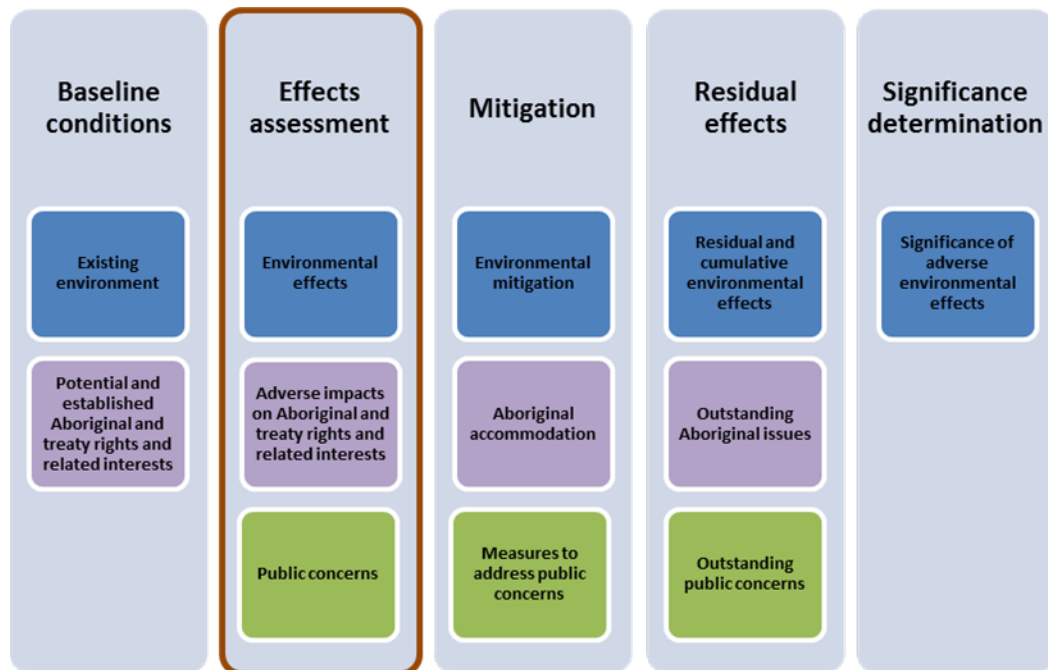 Baseline
conditions
Existing
environment
Potential and
established
Aboriginal and
treaty rights and
related interests
Effects
assessment
Environmental
effects
Adverse impacts
on Aboriginal and
treaty rights and
related interests
Public concerns
Mitigation
Environmental
mitigation
Aboriginal
accommodation
Measures to
address public
concerns
Residual
effects
Residual and
cumulative
environmental
effects
Outstanding
Aboriginal issues
Outstanding
public concerns
Significance
determination
Significance of
adverse
environmental
effects